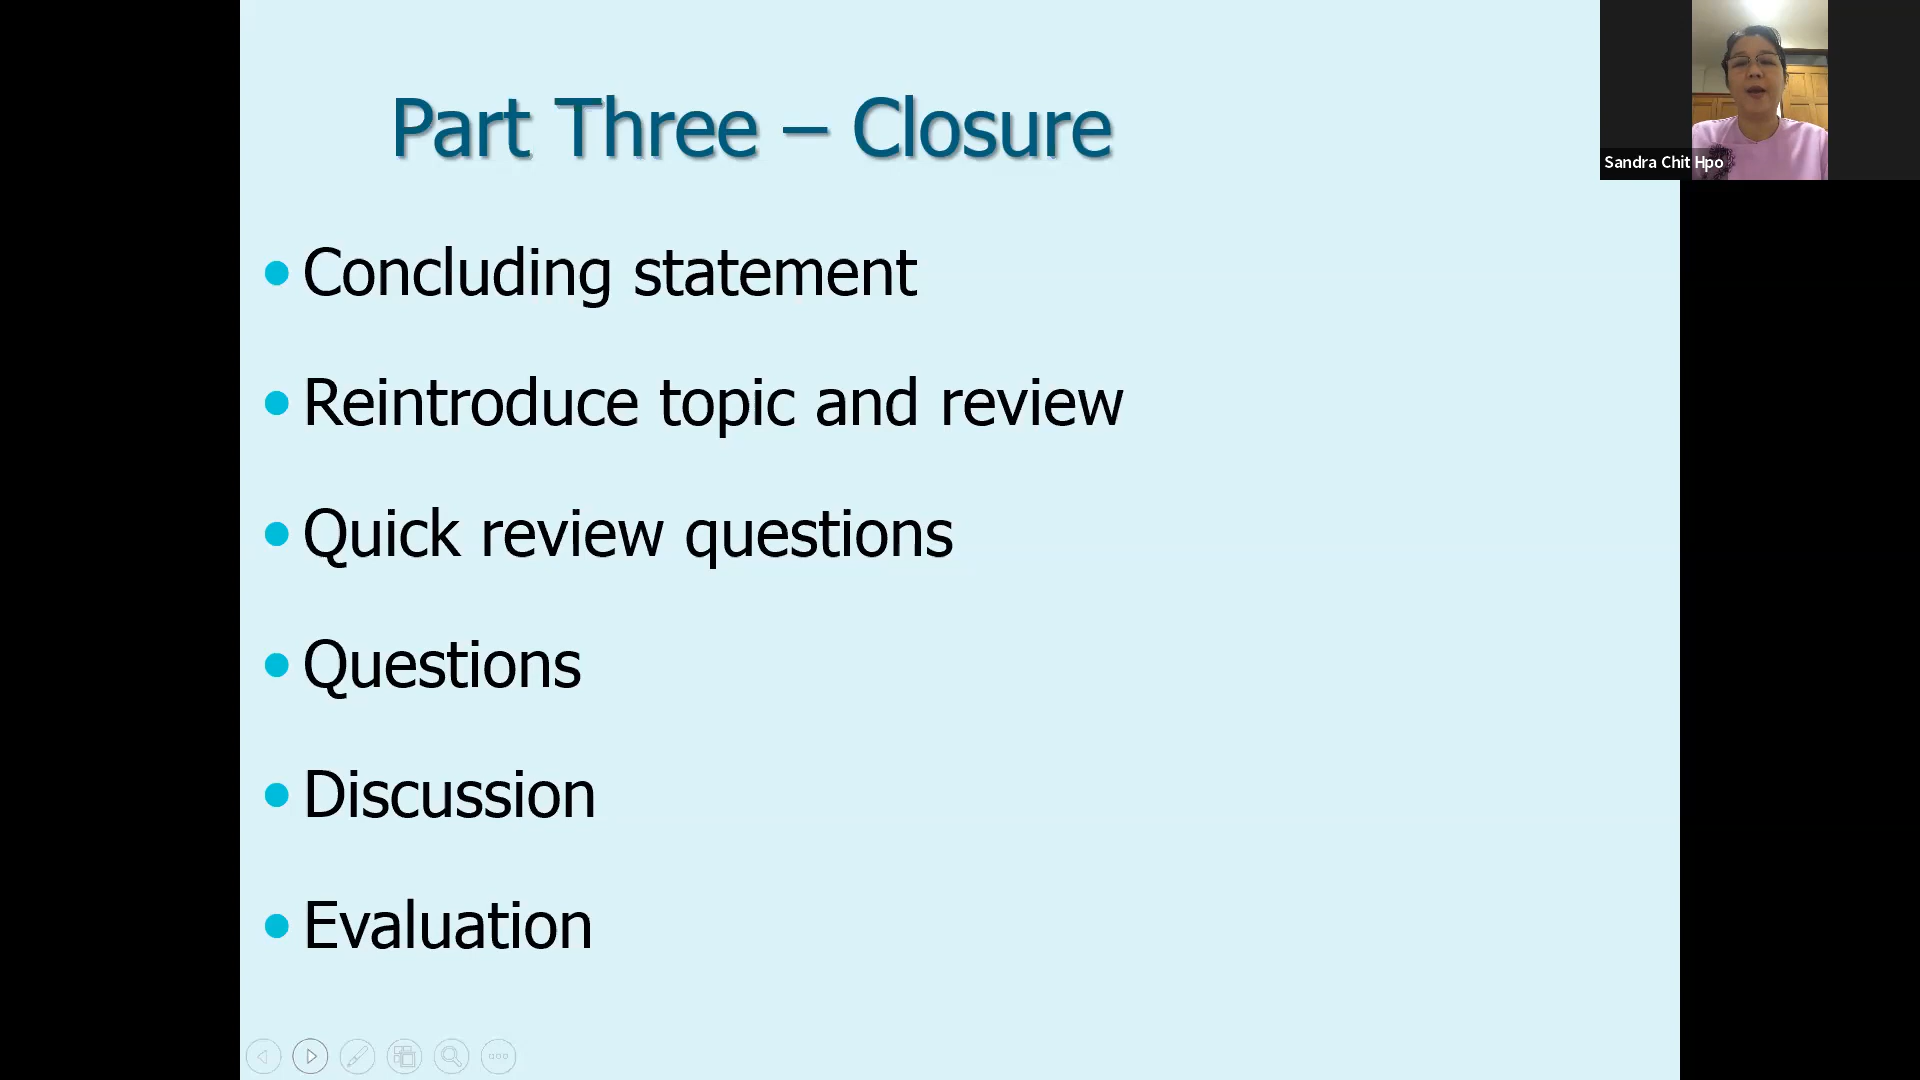 Part Three – Closure
Sandra Chit Hpo
• Concluding statement
• Reintroduce topic and review
• Quick review questions
• Questions
• Discussion
• Evaluation